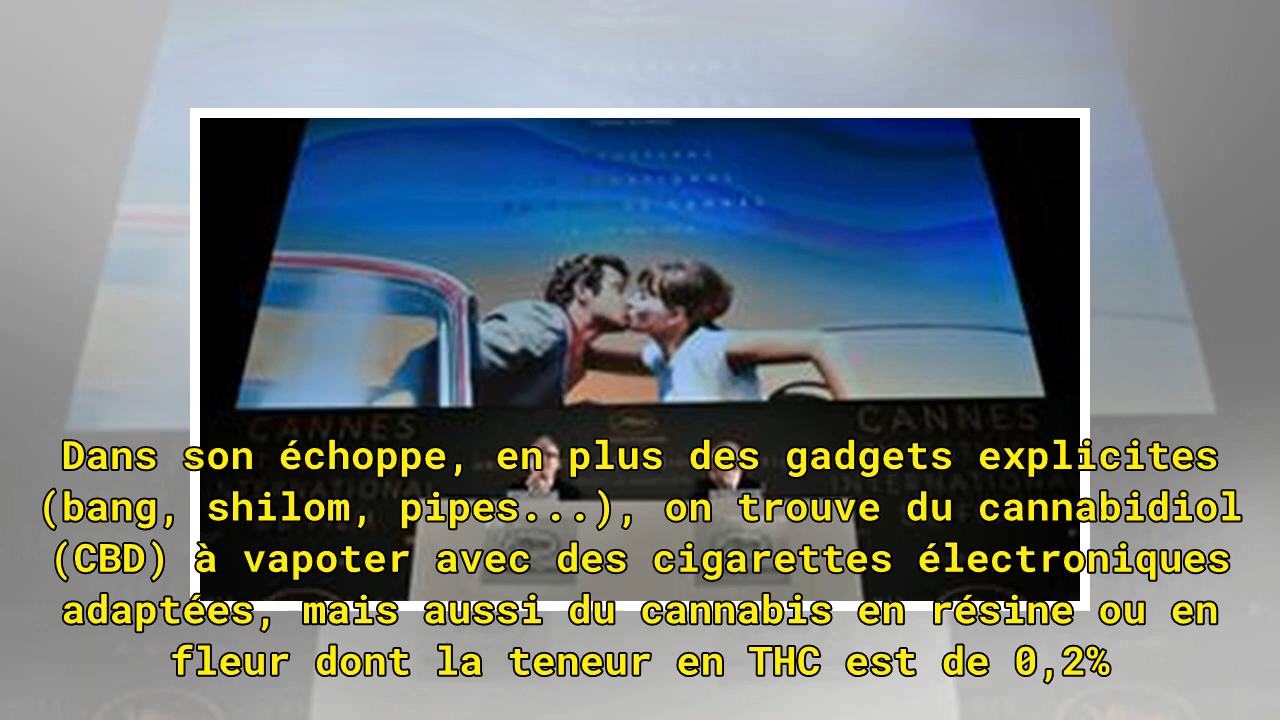 CANNES
CANNES
INTERNATIONAL
Dans son échoppe, en plus des gadgets explicites
(bang, shilom, pipes...), on trouve du cannabidiol
(CBD) à vapoter avec des cigarettes électroniques
adaptées, mais aussi du cannabis en résine ou en
fleur dont la teneur en THC est de 0,2%